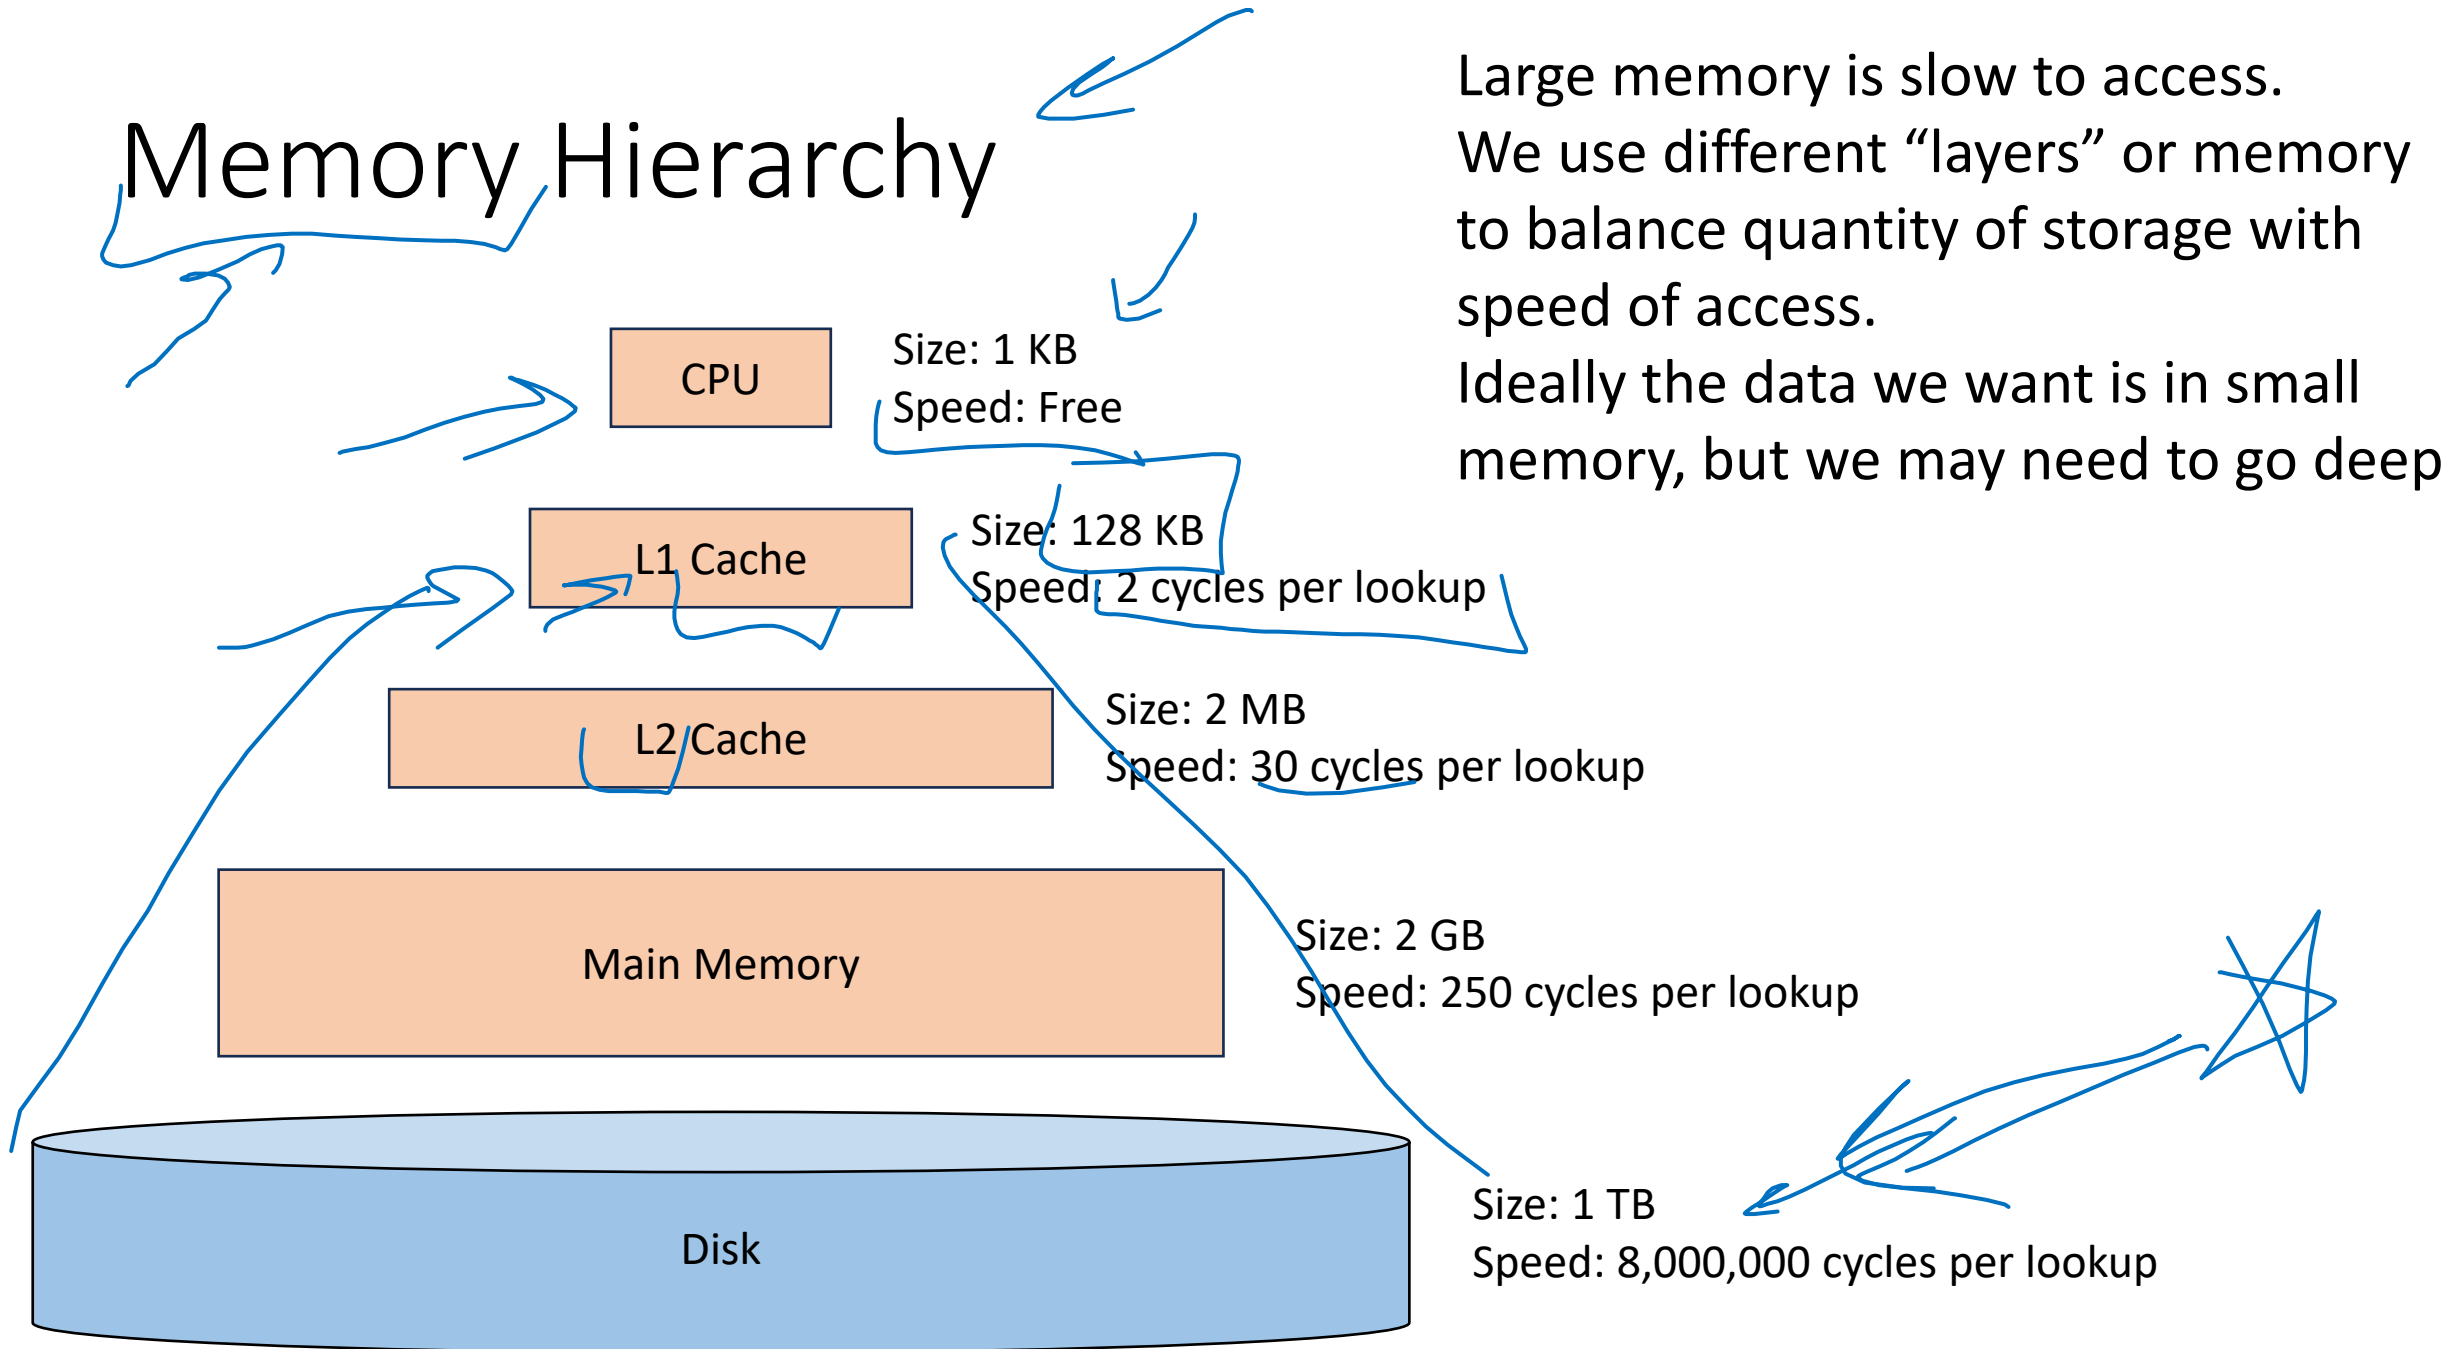 Memory Hierarchy
Large memory is slow to access.
We use different “layers” or memory
to balance quantity of storage with
speed of access.
Ideally the data we want is in small
memory, but we may need to go deep
CPU
Size: 1 KB
Speed: Free
L1 Cache
Size: 128 KB
Speed: 2 cycles per lookup
L2 Cache
Size: 2 MB
Speed: 30 cycles per lookup
Main Memory
Size: 2 GB
Speed: 250 cycles per lookup
Disk
Size: 1 TB
Speed: 8,000,000 cycles per lookup